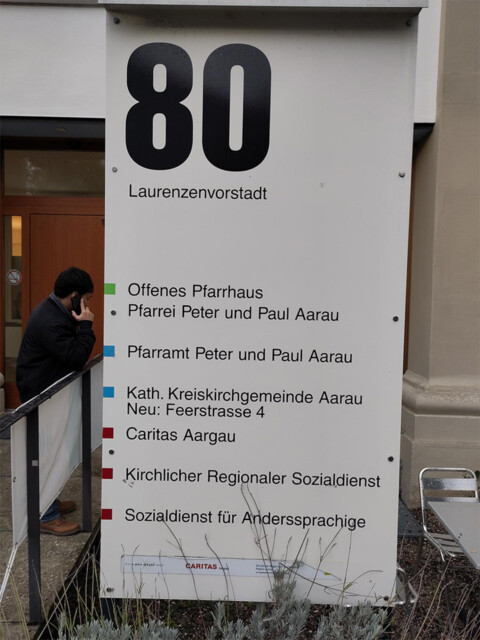 80
Laurenzenvorstadt
Offenes Pfarrhaus
Pfarrei Peter und Paul Aarau
Pfarramt Peter und Paul Aarau
Kath. Kreiskirchgemeinde Aarau
Neu: Feerstrasse 4
Caritas Aargau
Kirchlicher Regionaler Sozialdienst
Sozialdienst für Anderssprachige
CARITAS